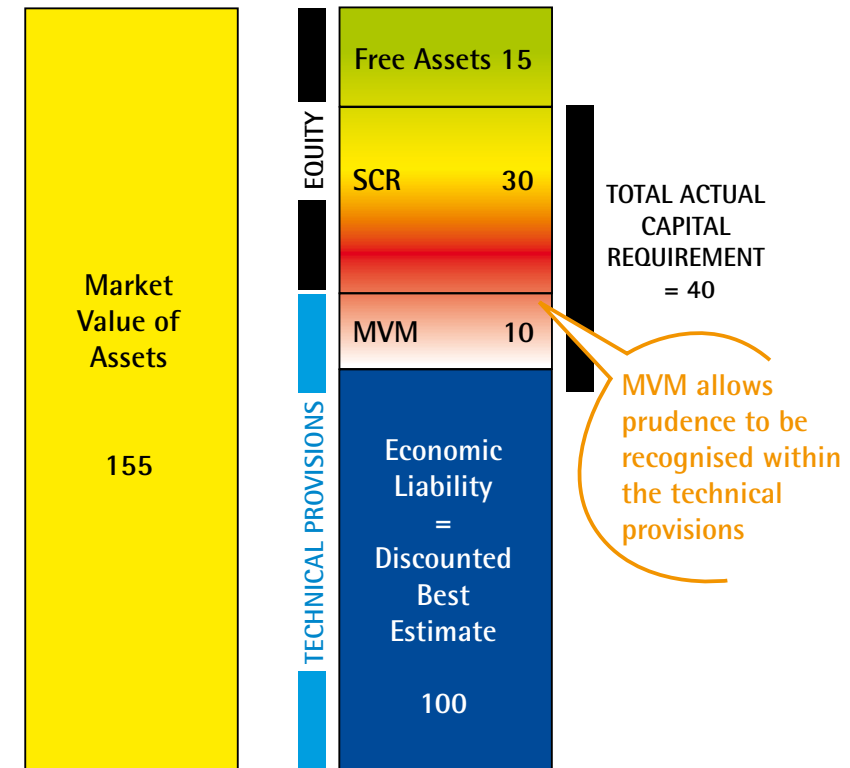 Market
Value of
Assets
155
EQUITY
TECHNICAL PROVISIONS
Free Assets 15
SCR 30
MVM 10
Economic
Liability
=
Discounted
Best
Estimate
100
TOTAL ACTUAL
CAPITAL
REQUIREMENT
= 40
MVM allows
prudence to be
recognised within
the technical
provisions